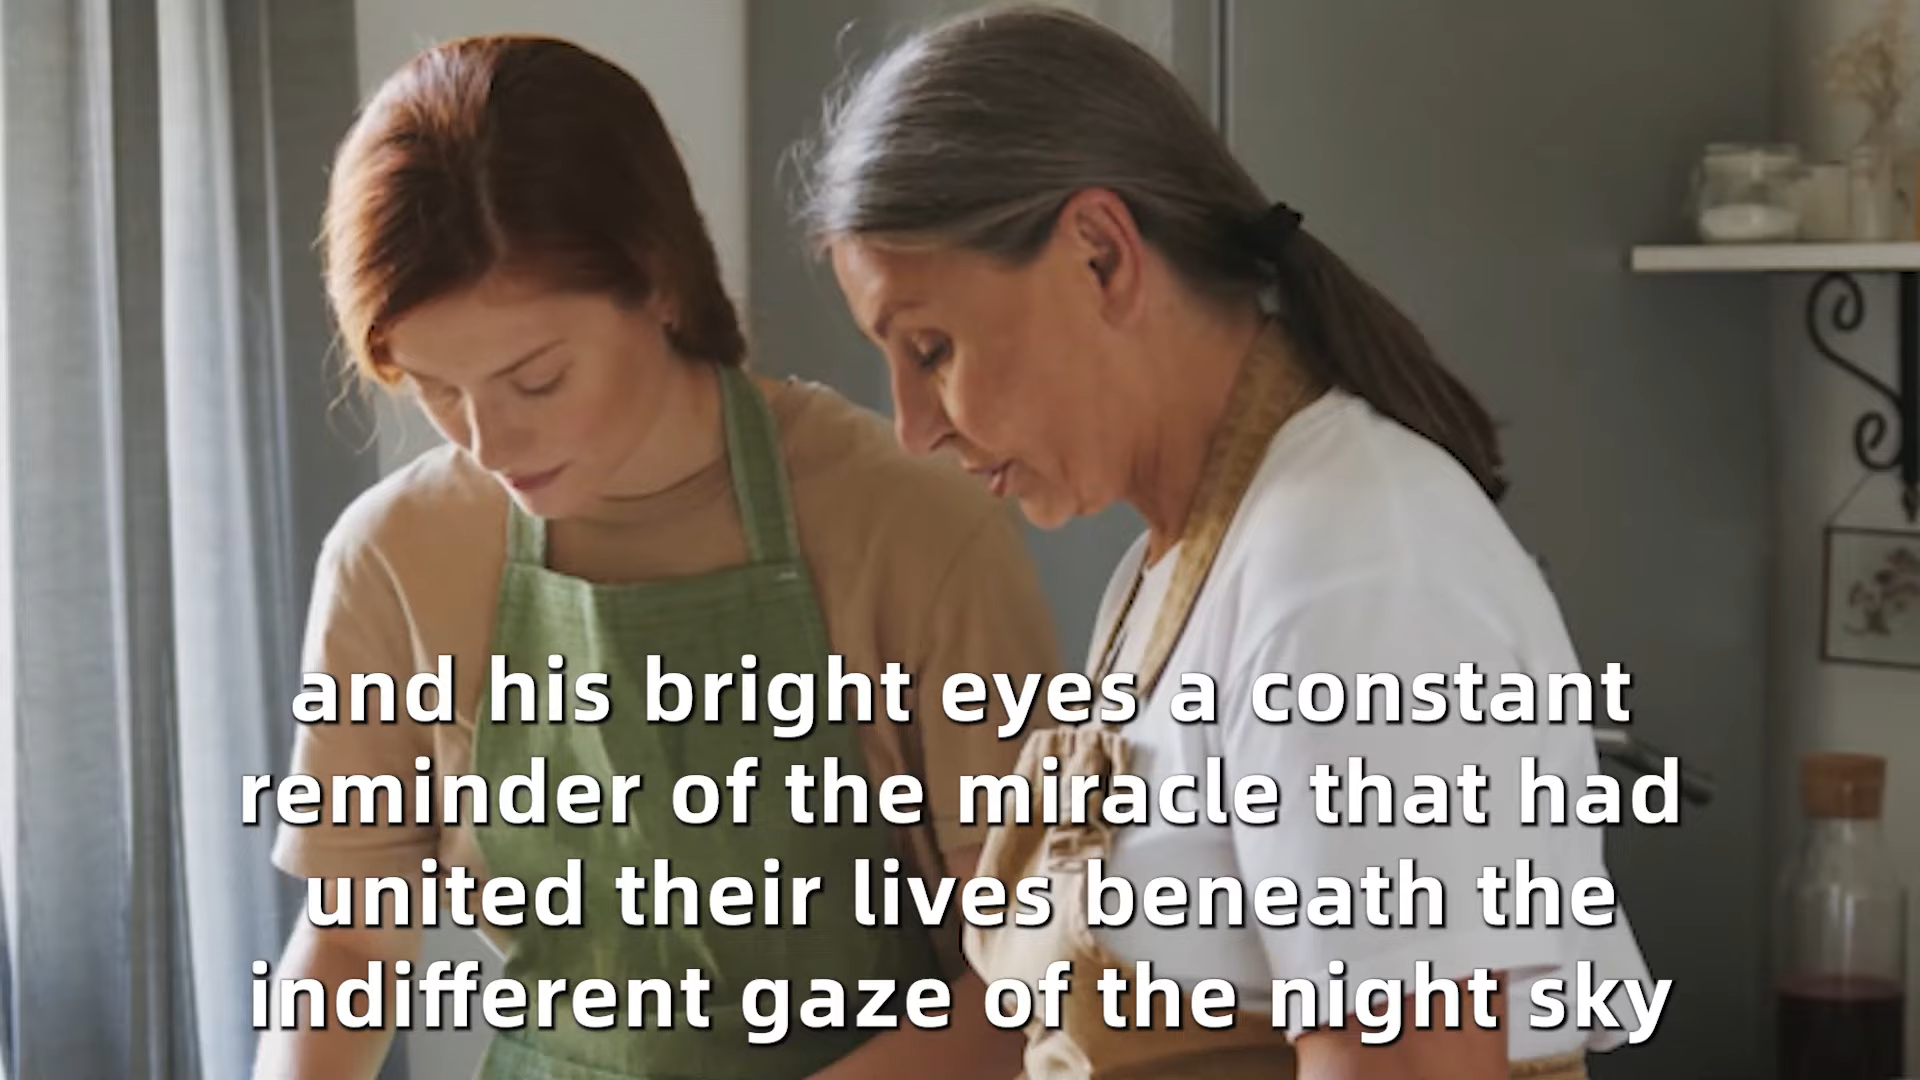 and his bright eyes a constant
reminder of the miracle that had
united their lives beneath the
indifferent gaze of the night sky